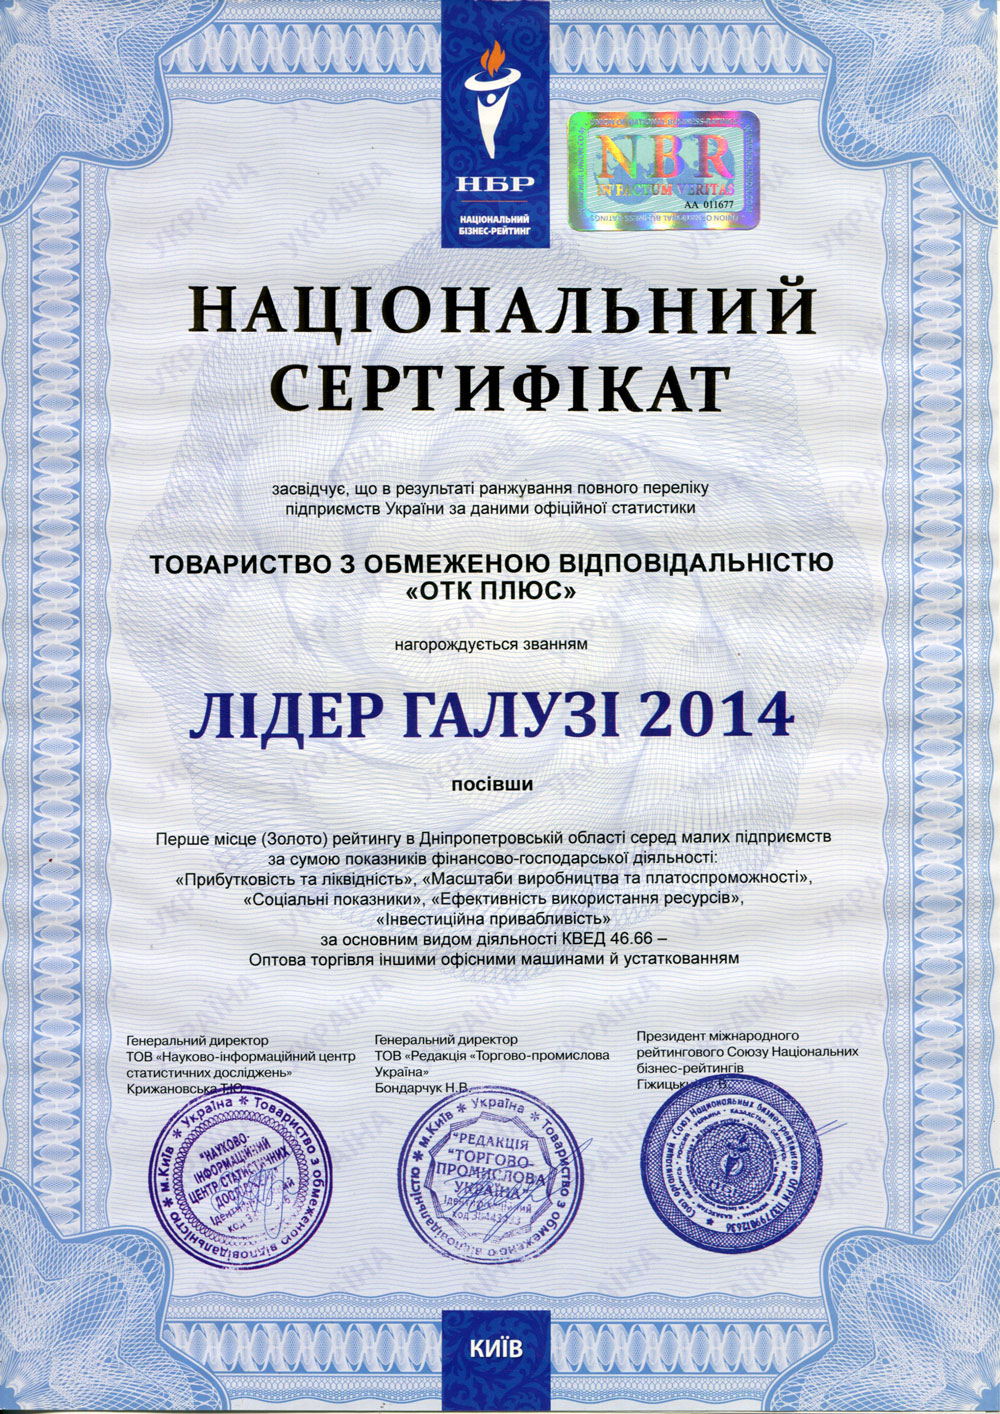 НБР
НАЦІОНАЛЬНИЙ
БІЗНЕС-РЕЙТИНГ
NBR
IN FACTUM VERITAS
AA 011677
НАЦІОНАЛЬНИЙ
СЕРТИФІКАТ
засвідчує, що в результаті ранжування повного переліку
підприємств України за даними офіційної статистики
ТОВАРИСТВО З ОБМЕЖЕНОЮ ВІДПОВІДАЛЬНІСТЮ
«ОТК ПЛЮС»
нагорождується званням
ЛІДЕР ГАЛУЗІ 2014
посівши
Перше місце (Золото) рейтингу в Дніпропетровській області серед малих підприємств
за сумою показників фінансово-господарської діяльності:
«Прибутковість та ліквідність», «Масштаби виробництва та платоспроможності»,
«Соціальні показники», «Ефективність використання ресурсів»,
«Інвестиційна привабливість»
за основним видом діяльності КВЕД 46.66 –
Оптова торгівля іншими офісними машинами й устаткованням
Генеральний директор
ТОВ «Науково-інформаційний центр
статистичних досліджень»
Крижановська Т.Ю.
Генеральний директор
ТОВ «Редакція «Торгово-промислова
Україна»
Бондарчук Н.В.
Президент міжнародного
рейтингового Союзу Національних
бізнес-рейтингів
м.Київ * Україна * Товариство з обмеженою відповідальністю
"НАУКОВО-
ІНФОРМАЦІЙНИЙ
ЦЕНТР СТАТИСТИЧНИХ
м.Київ * Україна * Товариство з обмеженою відповідальністю
"РЕДАКЦІЯ
"ТОРГОВО-
ПРОМИСЛОВА
УКРАЇНА"
КИЇВ